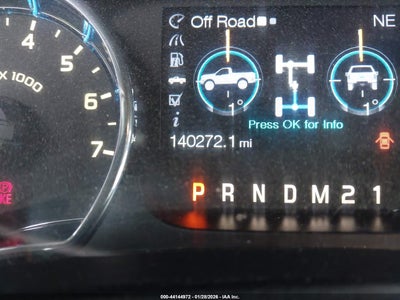 Off Road
NE
4
5
6
7
X 1000
1°
1°
Press OK for Info
140272.1 mi
P R N D M 2 1
000-44144972 - 01/28/2026 - IAA Inc.